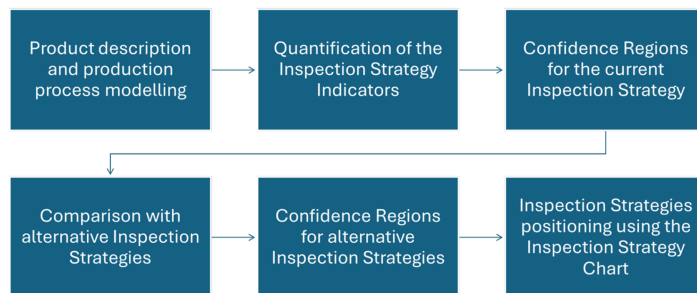 Product description
and production
process modelling
Quantification of the
Inspection Strategy
Indicators
Confidence Regions
for the current
Inspection Strategy
Comparison with
alternative Inspection
Strategies
Confidence Regions
for alternative
Inspection Strategies
Inspection Strategies
positioning using the
Inspection Strategy
Chart